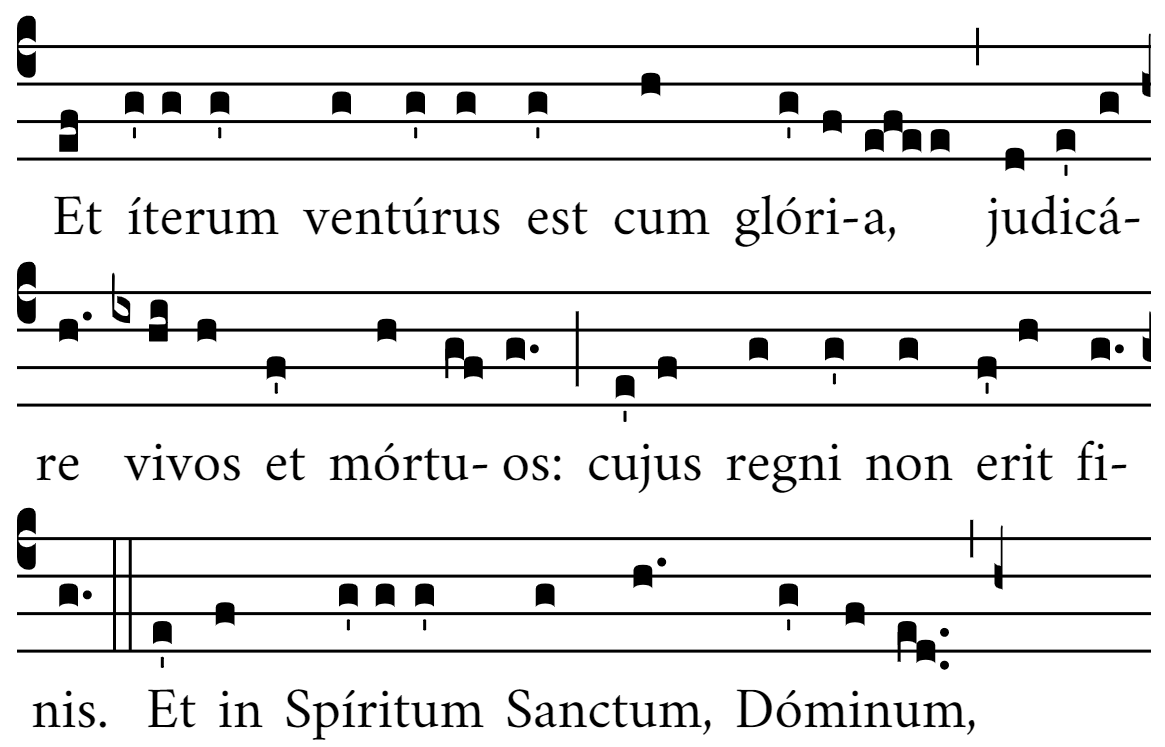 Et íterum ventúrus est cum glóri-a, judicá-
re vivos et mórtu-os: cujus regni non erit fi-
nis. Et in Spíritum Sanctum, Dóminum,